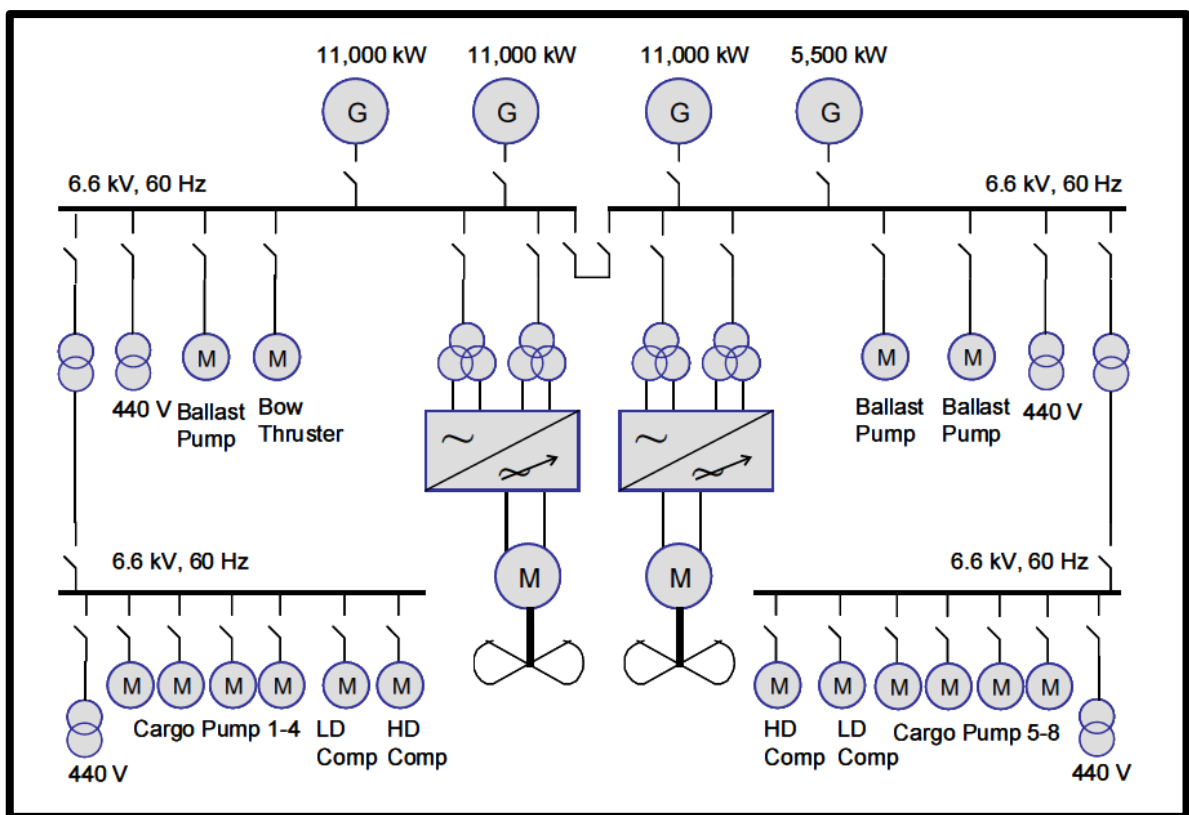 11,000 kW 11,000 kW 11,000 kW 5,500 kW
G G G G
6.6 kV, 60 Hz 6.6 kV, 60 Hz
M M M M
440 V Ballast Pump Bow Thruster Ballast Pump Ballast Pump 440 V
~ ~ ~ ~
M M
6.6 kV, 60 Hz 6.6 kV, 60 Hz
M M M M M M M M M M M M
Cargo Pump 1-4 LD Comp HD Comp HD Comp LD Comp Cargo Pump 5-8
440 V 440 V